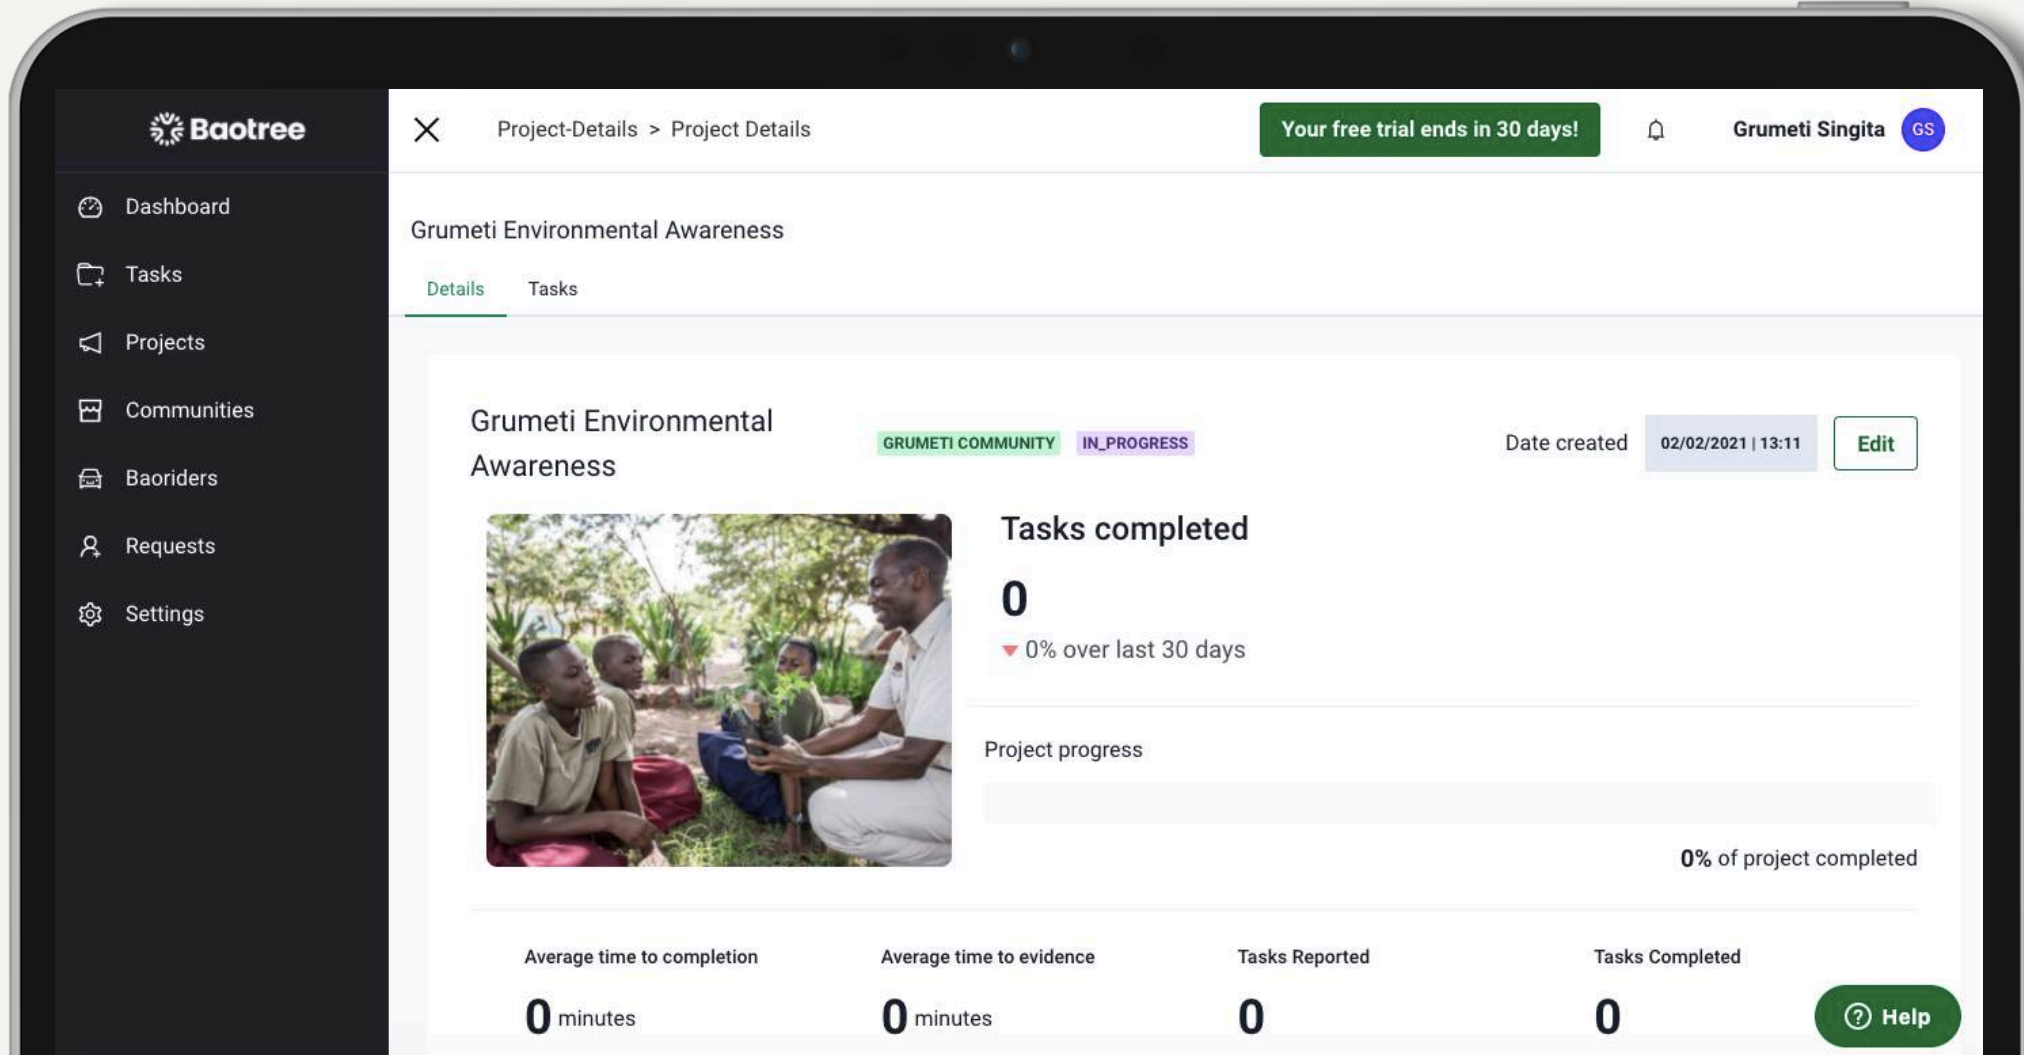 Baotree
Project-Details > Project Details
Your free trial ends in 30 days!
Grumeti Singita
GS
Dashboard
Tasks
Projects
Communities
Baoriders
Requests
Settings
Grumeti Environmental Awareness
Details
Tasks
Grumeti Environmental
Awareness
GRUMETI COMMUNITY
IN_PROGRESS
Date created
02/02/2021 | 13:11
Edit
Tasks completed
0
0% over last 30 days
Project progress
0% of project completed
Average time to completion
0 minutes
Average time to evidence
0 minutes
Tasks Reported
0
Tasks Completed
0
Help